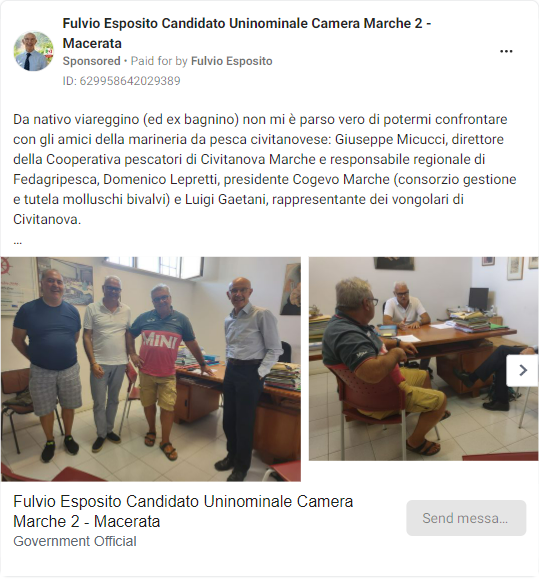 Fulvio Esposito Candidato Uninominale Camera Marche 2 -
Macerata
Sponsored • Paid for by Fulvio Esposito
ID: 629958642029389
Da nativo viareggino (ed ex bagnino) non mi è parso vero di potermi confrontare
con gli amici della marineria da pesca civitanovese: Giuseppe Micucci, direttore
della Cooperativa pescatori di Civitanova Marche e responsabile regionale di
Fedagripesca, Domenico Lepretti, presidente Cogevo Marche (consorzio gestione
e tutela molluschi bivalvi) e Luigi Gaetani, rappresentante dei vongolari di
Civitanova.
...
MINI
Fulvio Esposito Candidato Uninominale Camera
Marche 2 - Macerata
Government Official
Send messa...